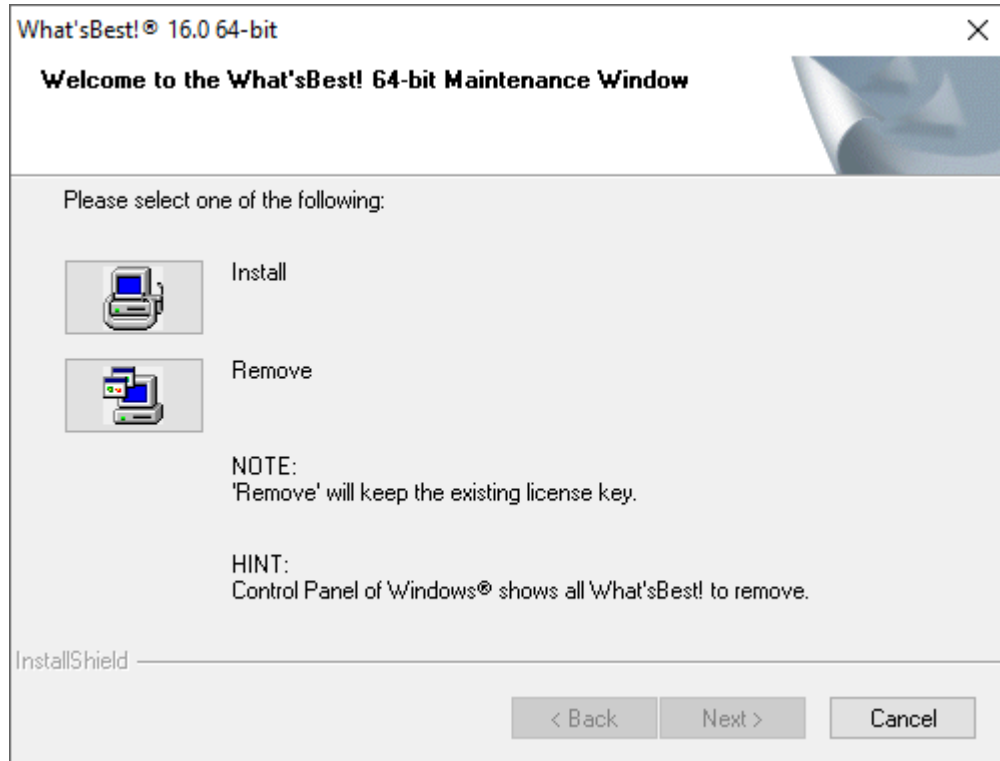 What'sBest!® 16.0 64-bit
Welcome to the What'sBest! 64-bit Maintenance Window
Please select one of the following:
Install
Remove
NOTE:
'Remove' will keep the existing license key.
HINT:
Control Panel of Windows® shows all What'sBest! to remove.
InstallShield
< Back Next > Cancel